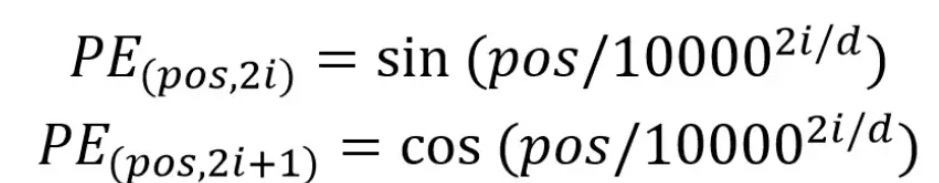 PE(pos,2i) = sin (pos/10000^2i/d)
PE(pos,2i+1) = cos (pos/10000^2i/d)